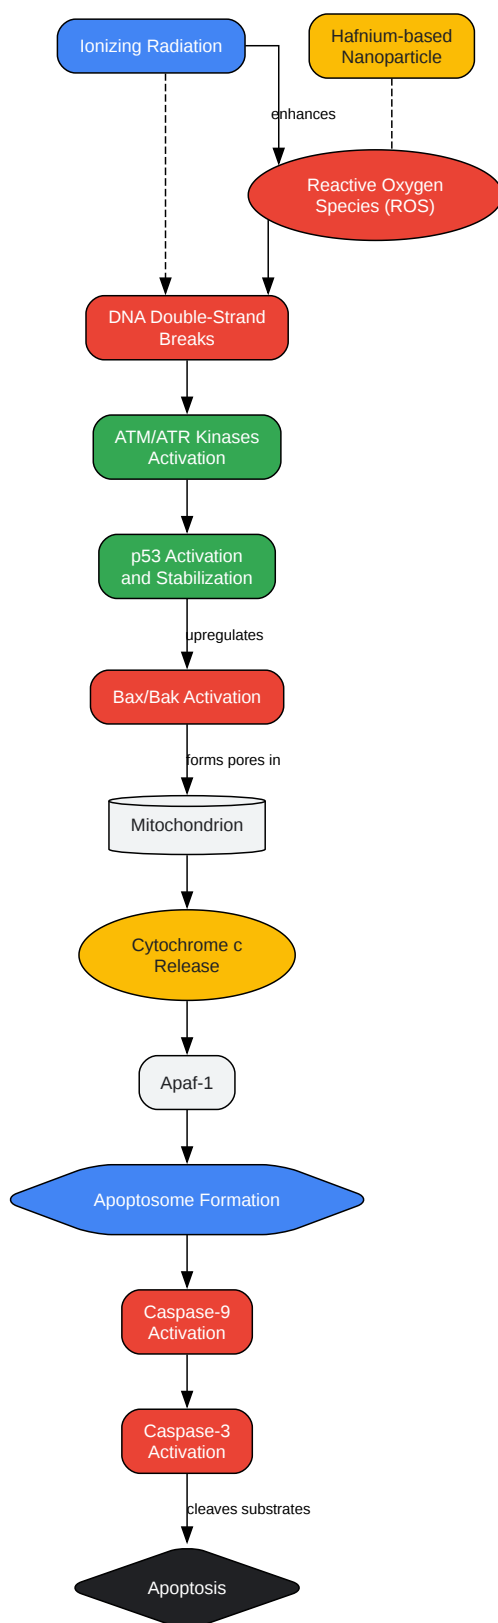 Ionizing Radiation
Hafnium-based
Nanoparticle
enhances
Reactive Oxygen
Species (ROS)
DNA Double-Strand
Breaks
ATM/ATR Kinases
Activation
p53 Activation
and Stabilization
upregulates
Bax/Bak Activation
forms pores in
Mitochondrion
Cytochrome c
Release
Apaf-1
Apoptosome Formation
Caspase-9
Activation
Caspase-3
Activation
cleaves substrates
Apoptosis